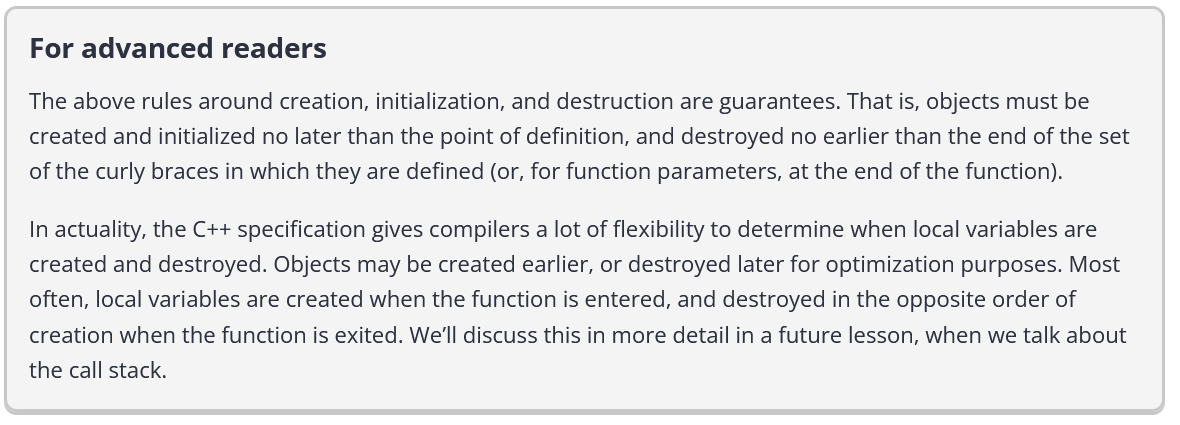 For advanced readers
The above rules around creation, initialization, and destruction are guarantees. That is, objects must be
created and initialized no later than the point of definition, and destroyed no earlier than the end of the set
of the curly braces in which they are defined (or, for function parameters, at the end of the function).
In actuality, the C++ specification gives compilers a lot of flexibility to determine when local variables are
created and destroyed. Objects may be created earlier, or destroyed later for optimization purposes. Most
often, local variables are created when the function is entered, and destroyed in the opposite order of
creation when the function is exited. We’ll discuss this in more detail in a future lesson, when we talk about
the call stack.